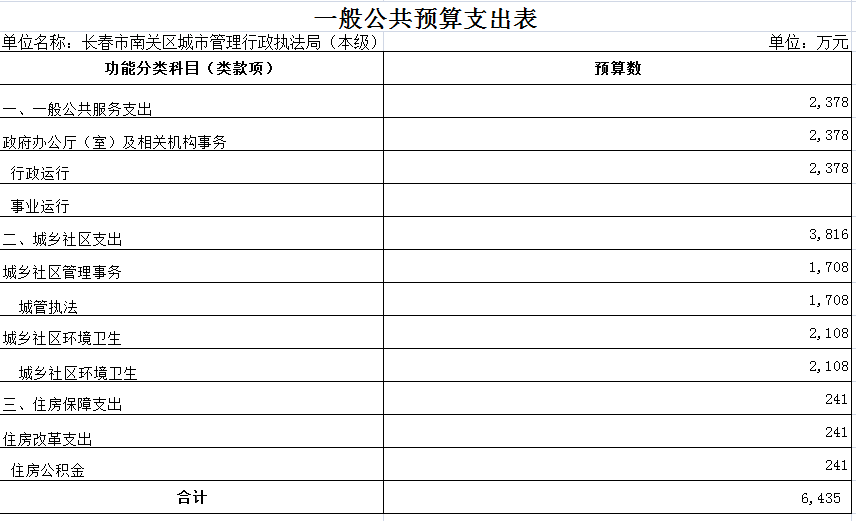 一般公共预算支出表
单位名称：长春市南关区城市管理行政执法局（本级） 单位：万元
功能分类科目（类款项） 预算数
一、一般公共服务支出 2,378
政府办公厅（室）及相关机构事务 2,378
行政运行 2,378
事业运行
二、城乡社区支出 3,816
城乡社区管理事务 1,708
城管执法 1,708
城乡社区环境卫生 2,108
城乡社区环境卫生 2,108
三、住房保障支出 241
住房改革支出 241
住房公积金 241
合计 6,435